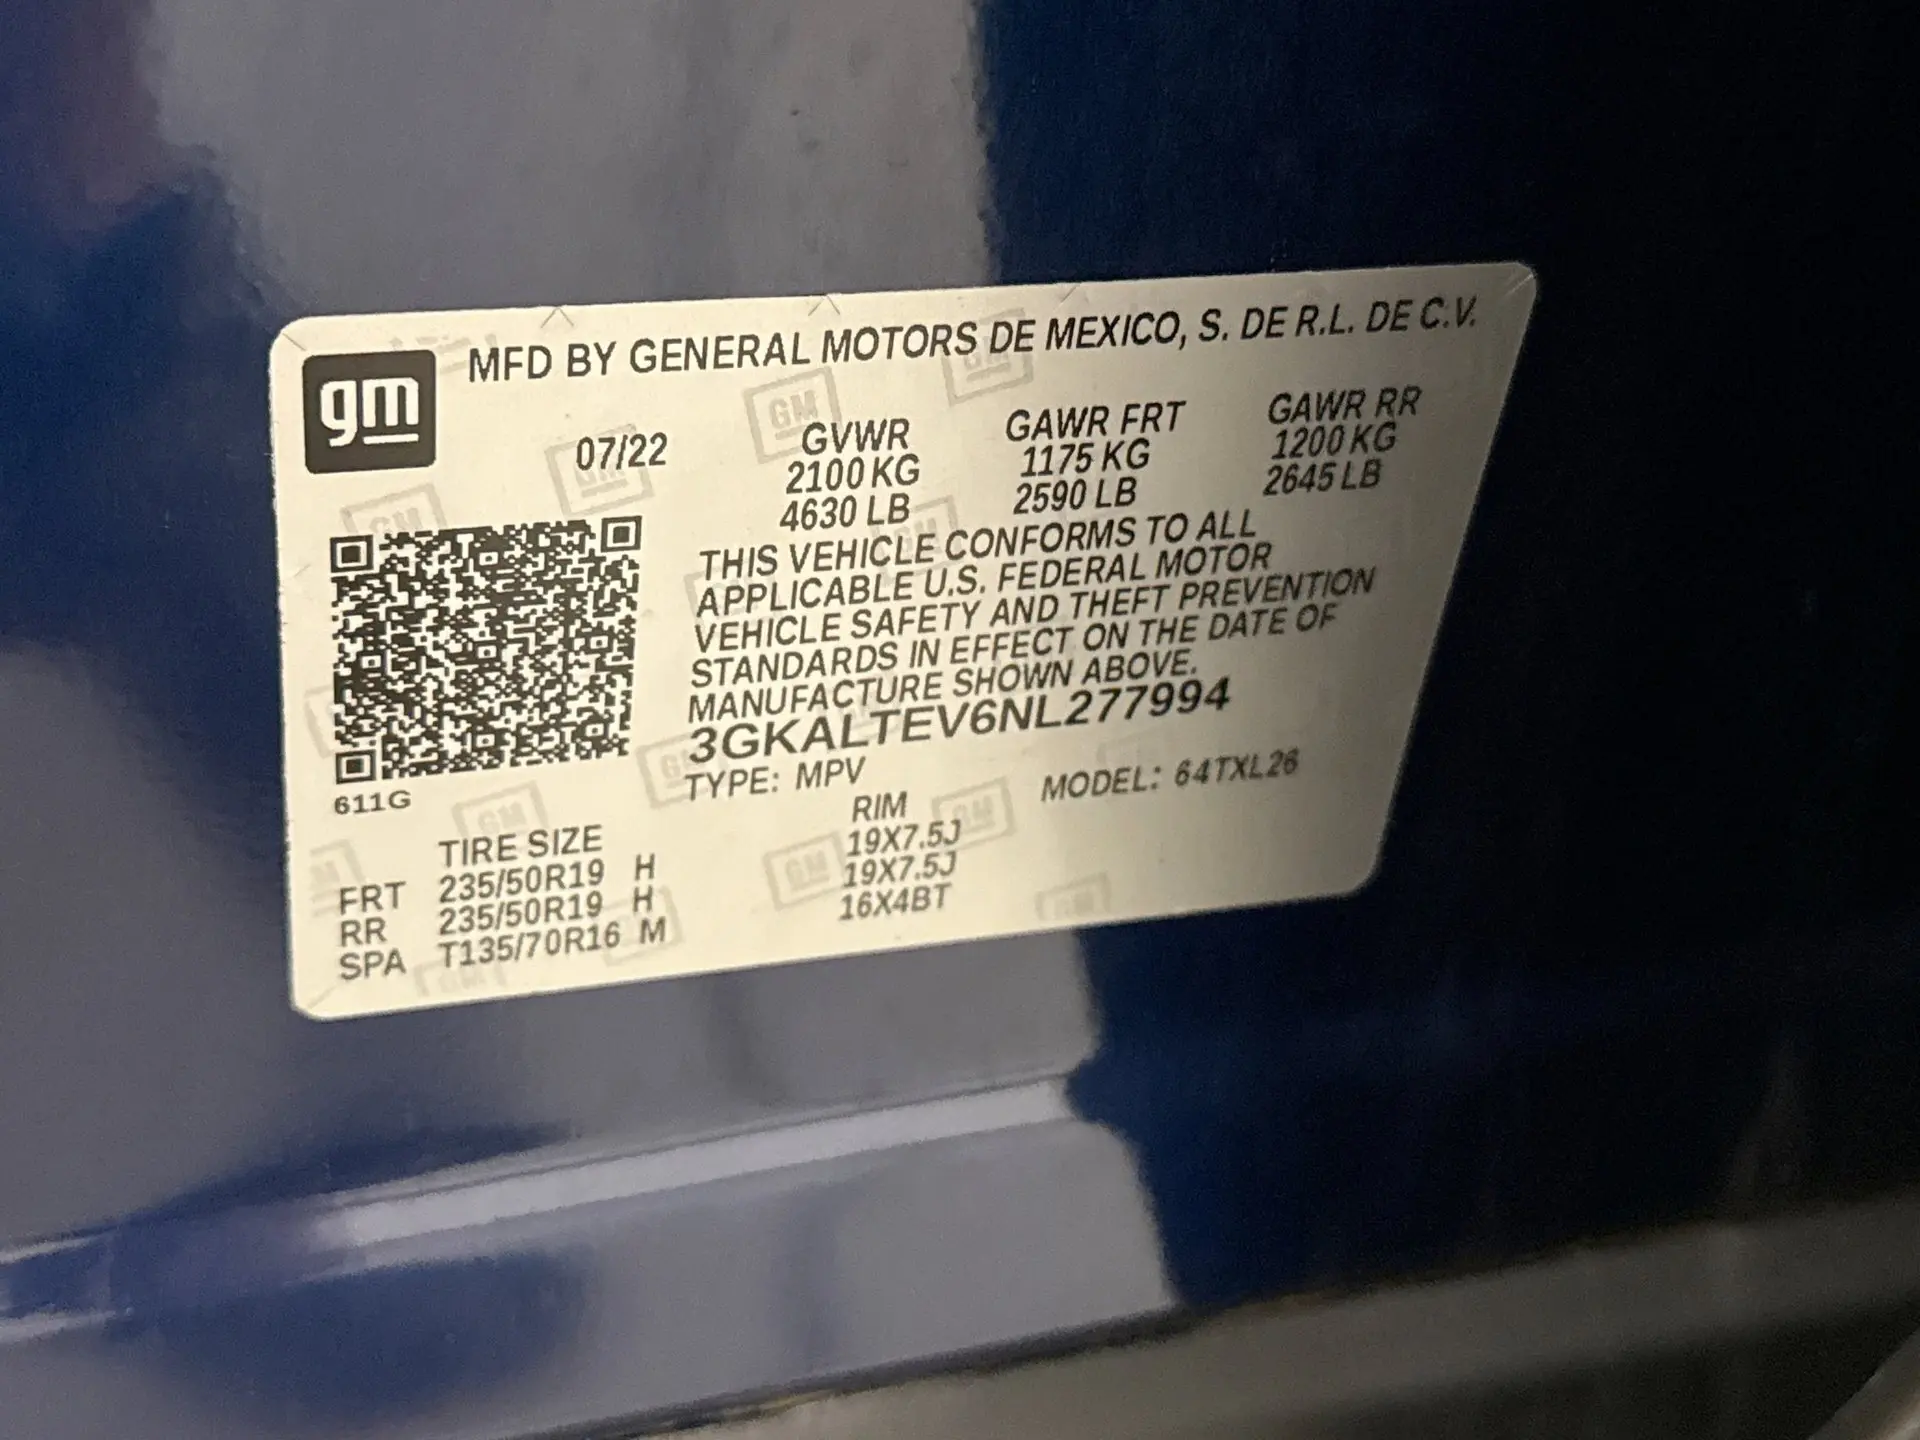 gm
MFD BY GENERAL MOTORS DE MEXICO, S. DE R.L. DE C.V.
07/22
GVWR GAWR FRT GAWR RR
2100 KG 1175 KG 1200 KG
4630 LB 2590 LB 2645 LB
THIS VEHICLE CONFORMS TO ALL
APPLICABLE U.S. FEDERAL MOTOR
VEHICLE SAFETY AND THEFT PREVENTION
STANDARDS IN EFFECT ON THE DATE OF
MANUFACTURE SHOWN ABOVE.
3GKALTEV6NL277994
TYPE: MPV MODEL: 64TXL26
611G
TIRE SIZE RIM
FRT 235/50R19 H 19X7.5J
RR 235/50R19 H 19X7.5J
SPA T135/70R16 M 16X4BT